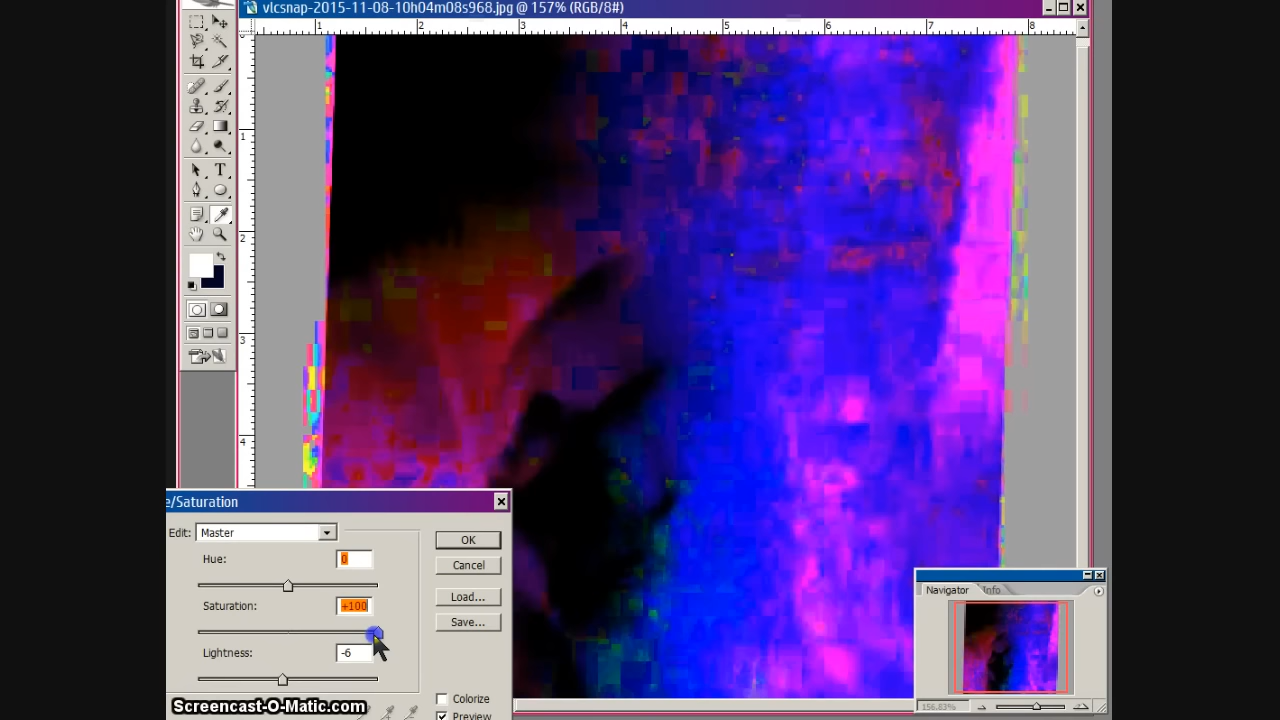 vlcsnap-2015-11-08-10h04m08s968.jpg @ 157% (RGB/8#)
1 2 3 4 5 6 7 8
1
2
3
4
T
e/Saturation
Edit: Master
Hue: 0
OK
Cancel
Saturation: +100
Load...
Save...
Lightness: -6
Colorize
Preview
Navigator Info
156.83%
Screencast-O-Matic.com